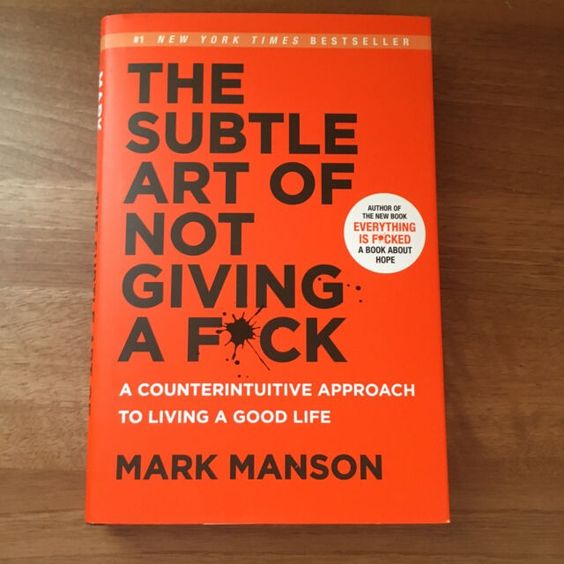 #1 NEW YORK TIMES BESTSELLER
THE
SUBTLE
ART OF
NOT
GIVING
A F*CK
AUTHOR OF
THE NEW BOOK
EVERYTHING
IS F*CKED
A BOOK ABOUT
HOPE
A COUNTERINTUITIVE APPROACH
TO LIVING A GOOD LIFE
MARK MANSON